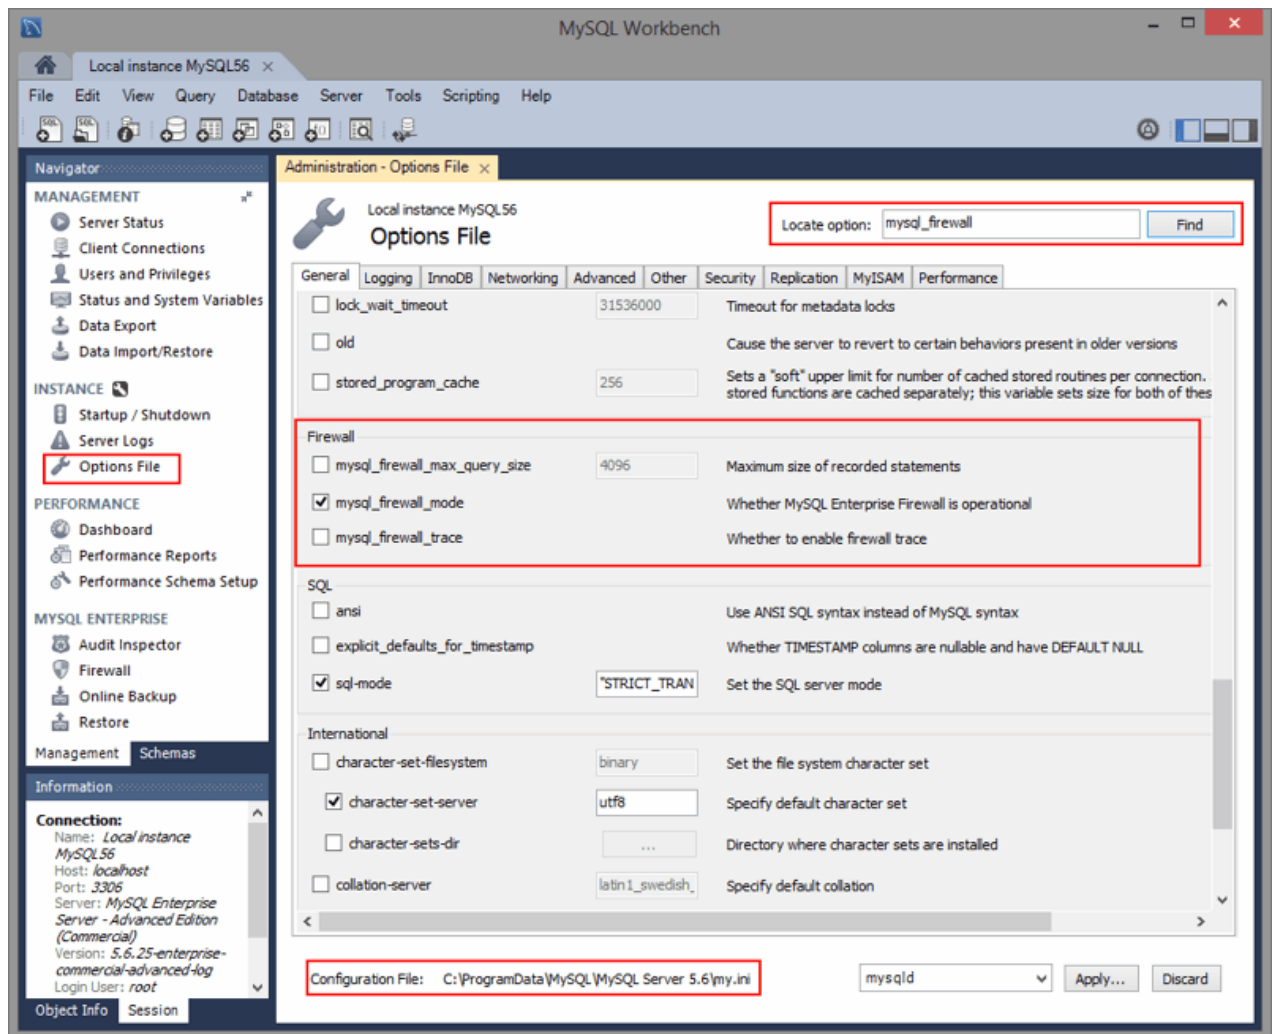 MySQL Workbench
Local instance MySQL56
File Edit View Query Database Server Tools Scripting Help
Navigator
MANAGEMENT
Server Status
Client Connections
Users and Privileges
Status and System Variables
Data Export
Data Import/Restore
INSTANCE
Startup / Shutdown
Server Logs
Options File
PERFORMANCE
Dashboard
Performance Reports
Performance Schema Setup
MYSQL ENTERPRISE
Audit Inspector
Firewall
Online Backup
Restore
Management Schemas
Information
Connection:
Name: Local instance
MySQL56
Host: localhost
Port: 3306
Server: MySQL Enterprise
Server - Advanced Edition
(Commercial)
Version: 5.6.25-enterprise-
commercial-advanced-log
Login User: root
Object Info Session
Administration - Options File
Local instance MySQL56
Options File
Locate option: mysql_firewall Find
General Logging InnoDB Networking Advanced Other Security Replication MyISAM Performance
lock_wait_timeout 31536000 Timeout for metadata locks
old Cause the server to revert to certain behaviors present in older versions
stored_program_cache 256 Sets a "soft" upper limit for number of cached stored routines per connection.
stored functions are cached separately; this variable sets size for both of thes
Firewall
mysql_firewall_max_query_size 4096 Maximum size of recorded statements
mysql_firewall_mode Whether MySQL Enterprise Firewall is operational
mysql_firewall_trace Whether to enable firewall trace
SQL
ansi Use ANSI SQL syntax instead of MySQL syntax
explicit_defaults_for_timestamp Whether TIMESTAMP columns are nullable and have DEFAULT NULL
sql-mode "STRICT_TRAN Set the SQL server mode
International
character-set-filesystem binary Set the file system character set
character-set-server utf8 Specify default character set
character-sets-dir ... Directory where character sets are installed
collation-server latin1_swedish_ Specify default collation
Configuration File: C:\ProgramData\MySQL\MySQL Server 5.6\my.ini mysqld Apply... Discard